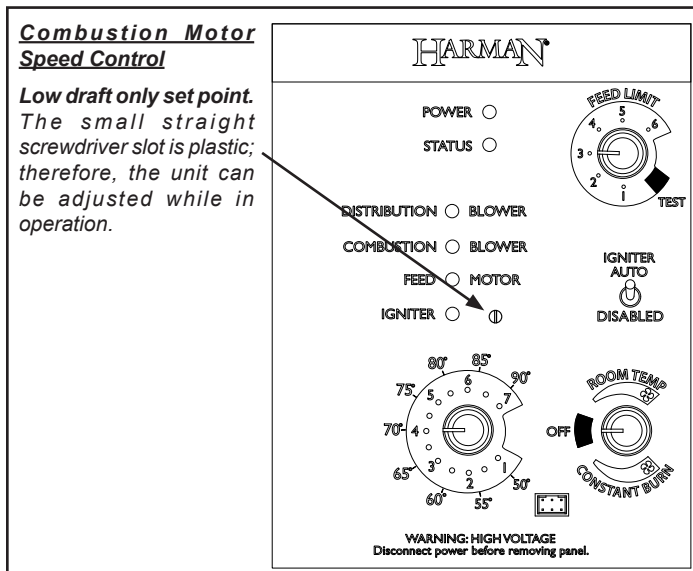 Combustion Motor
Speed Control
Low draft only set point.
The small straight
screwdriver slot is plastic;
therefore, the unit can
be adjusted while in
operation.
HARMAN®
POWER
STATUS
FEED LIMIT
1 2 3 4 5 6
TEST
DISTRIBUTION BLOWER
COMBUSTION BLOWER
FEED MOTOR
IGNITER
IGNITER
AUTO
DISABLED
50° 55° 60° 65° 70° 75° 80° 85° 90°
1 2 3 4 5 6 7
ROOM TEMP
OFF
CONSTANT BURN
WARNING: HIGH VOLTAGE
Disconnect power before removing panel.